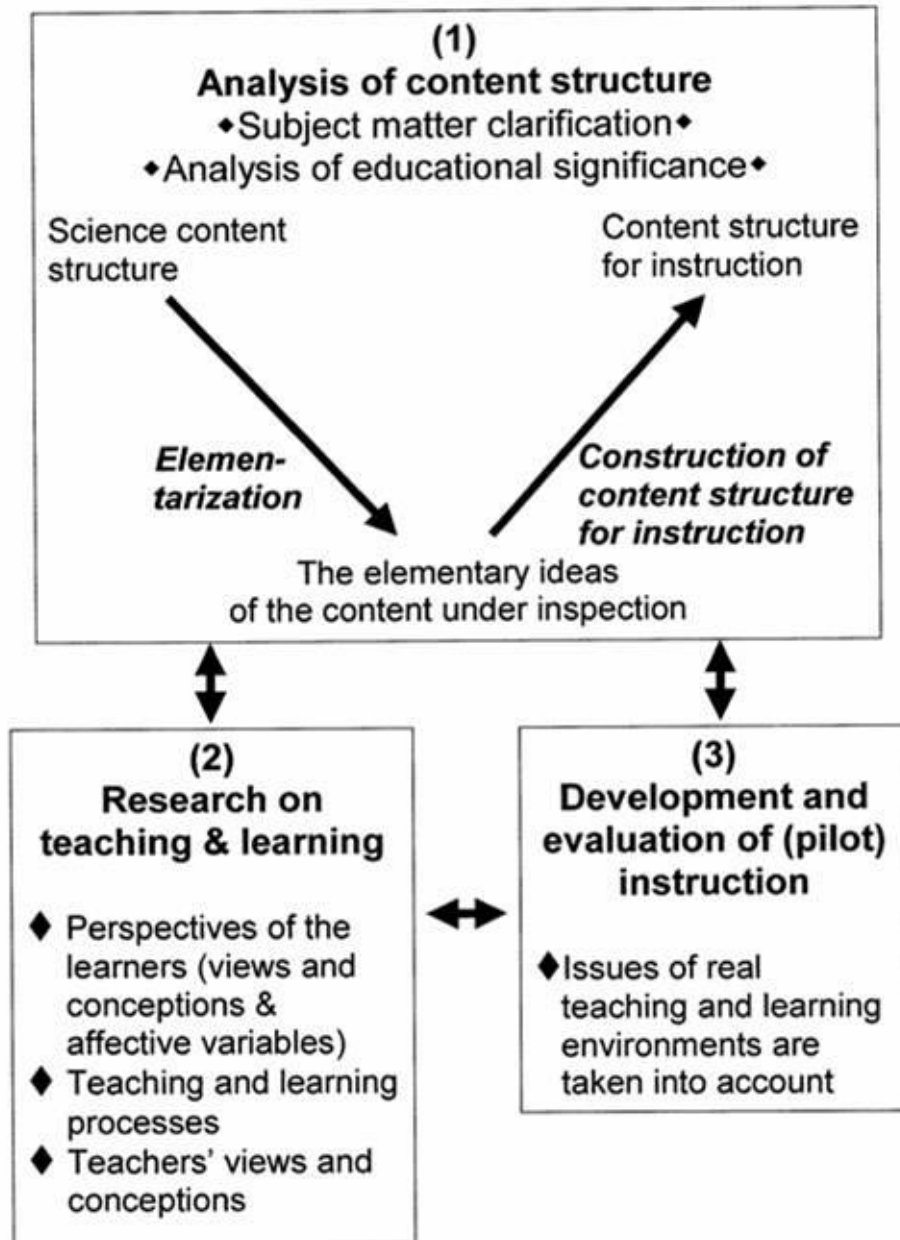 (1)
Analysis of content structure
◆Subject matter clarification◆
◆Analysis of educational significance◆
Science content
structure
Content structure
for instruction
Elemen-
tarization
Construction of
content structure
for instruction
The elementary ideas
of the content under inspection
(2)
Research on
teaching & learning
◆ Perspectives of the
learners (views and
conceptions &
affective variables)
◆ Teaching and learning
processes
◆ Teachers' views and
conceptions
(3)
Development and
evaluation of (pilot)
instruction
◆Issues of real
teaching and learning
environments are
taken into account